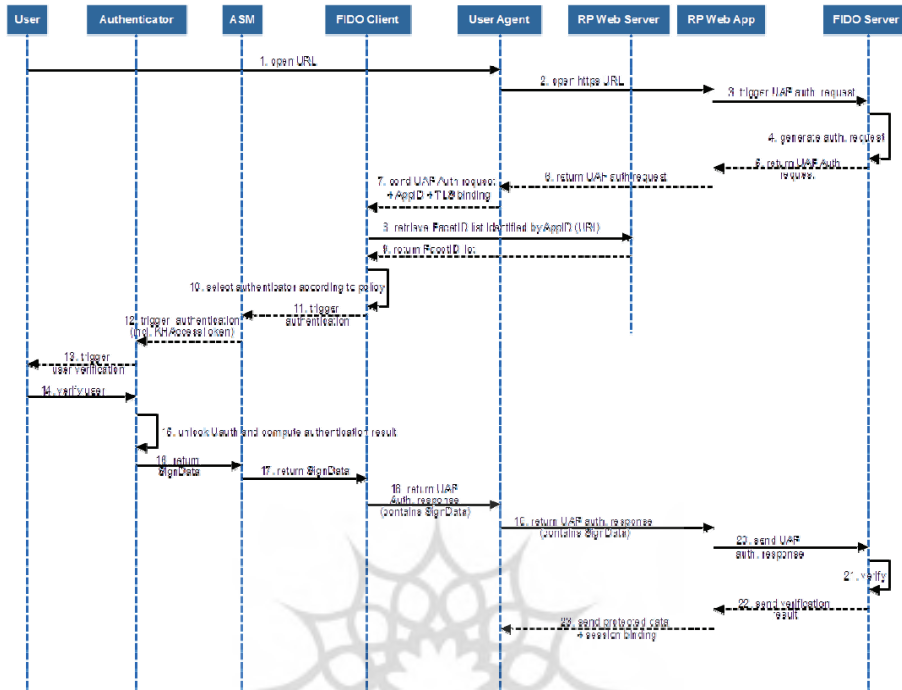 User
Authenticator
ASM
FIDO Client
User Agent
RP Web Server
RP Web App
FIDO Server
1. open URL
2. open https URL
3. trigger UAF auth. request
4. generate auth. request
5. return UAF Auth
request
6. return UAF auth request
7. send UAF Auth request
+ AppID + TLS binding
8. retrieve FacetID list identified by AppID (URI)
9. return FacetID list
10. select authenticator according to policy
11. trigger
authentication
12. trigger authentication
(incl. KHAccessToken)
13. trigger
user verification
14. verify user
15. unlock Uauth and compute authentication result
16. return
SignData
17. return SignData
18. return UAF
Auth. response
(contains SignData)
19. return UAF auth. response
(contains SignData)
20. send UAF
auth. response
21. verify
22. send verification
result
23. send protected data
+ session binding